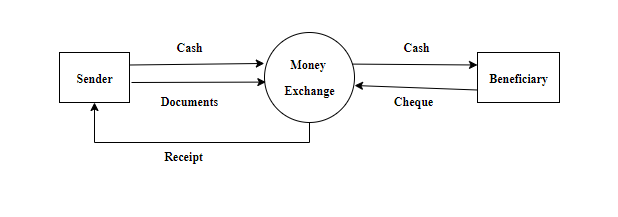 Cash
Cash
Sender
Money
Exchange
Beneficiary
Documents
Cheque
Receipt